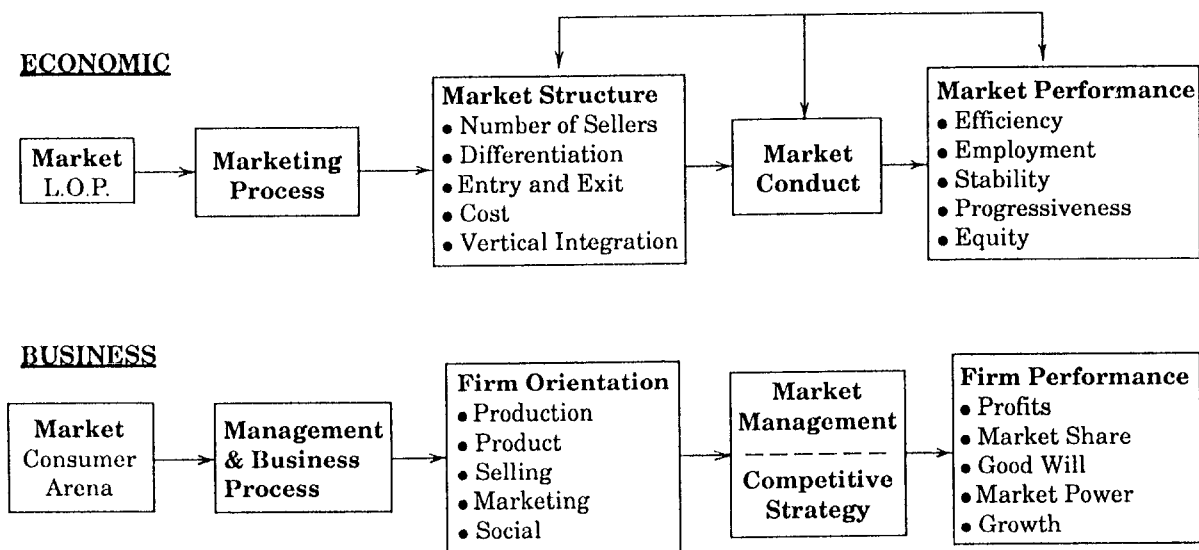 ECONOMIC
Market
L.O.P.
Marketing
Process
Market Structure
● Number of Sellers
● Differentiation
● Entry and Exit
● Cost
● Vertical Integration
Market
Conduct
Market Performance
● Efficiency
● Employment
● Stability
● Progressiveness
● Equity
BUSINESS
Market
Consumer
Arena
Management
& Business
Process
Firm Orientation
● Production
● Product
● Selling
● Marketing
● Social
Market
Management
Competitive
Strategy
Firm Performance
● Profits
● Market Share
● Good Will
● Market Power
● Growth